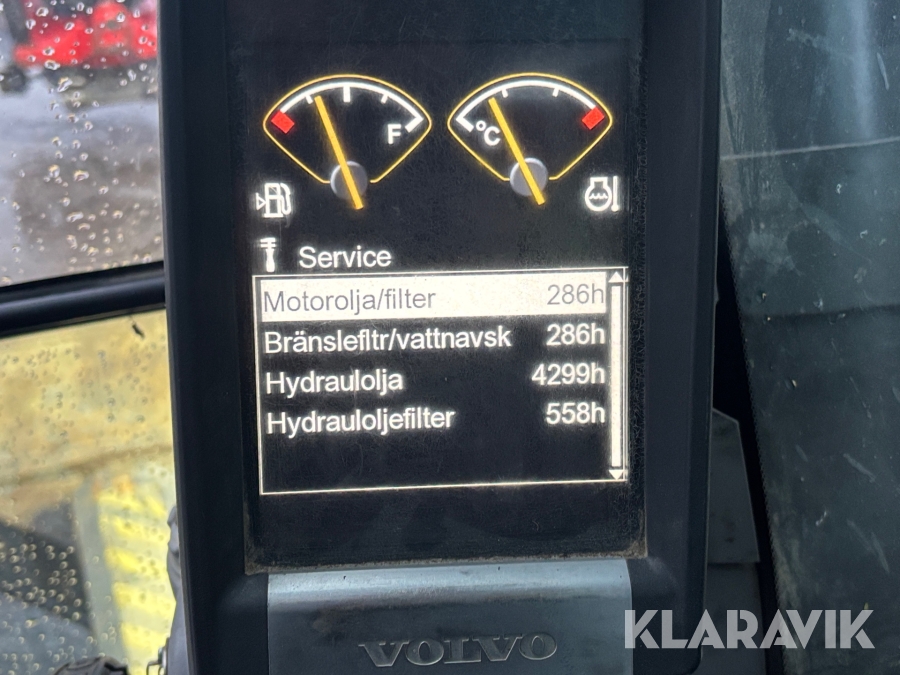 F
°C
Service
Motorolja/filter 286h
Bränslefltr/vattnavsk 286h
Hydraulolja 4299h
Hydrauloljefilter 558h
VOLVO
KLARAVIK